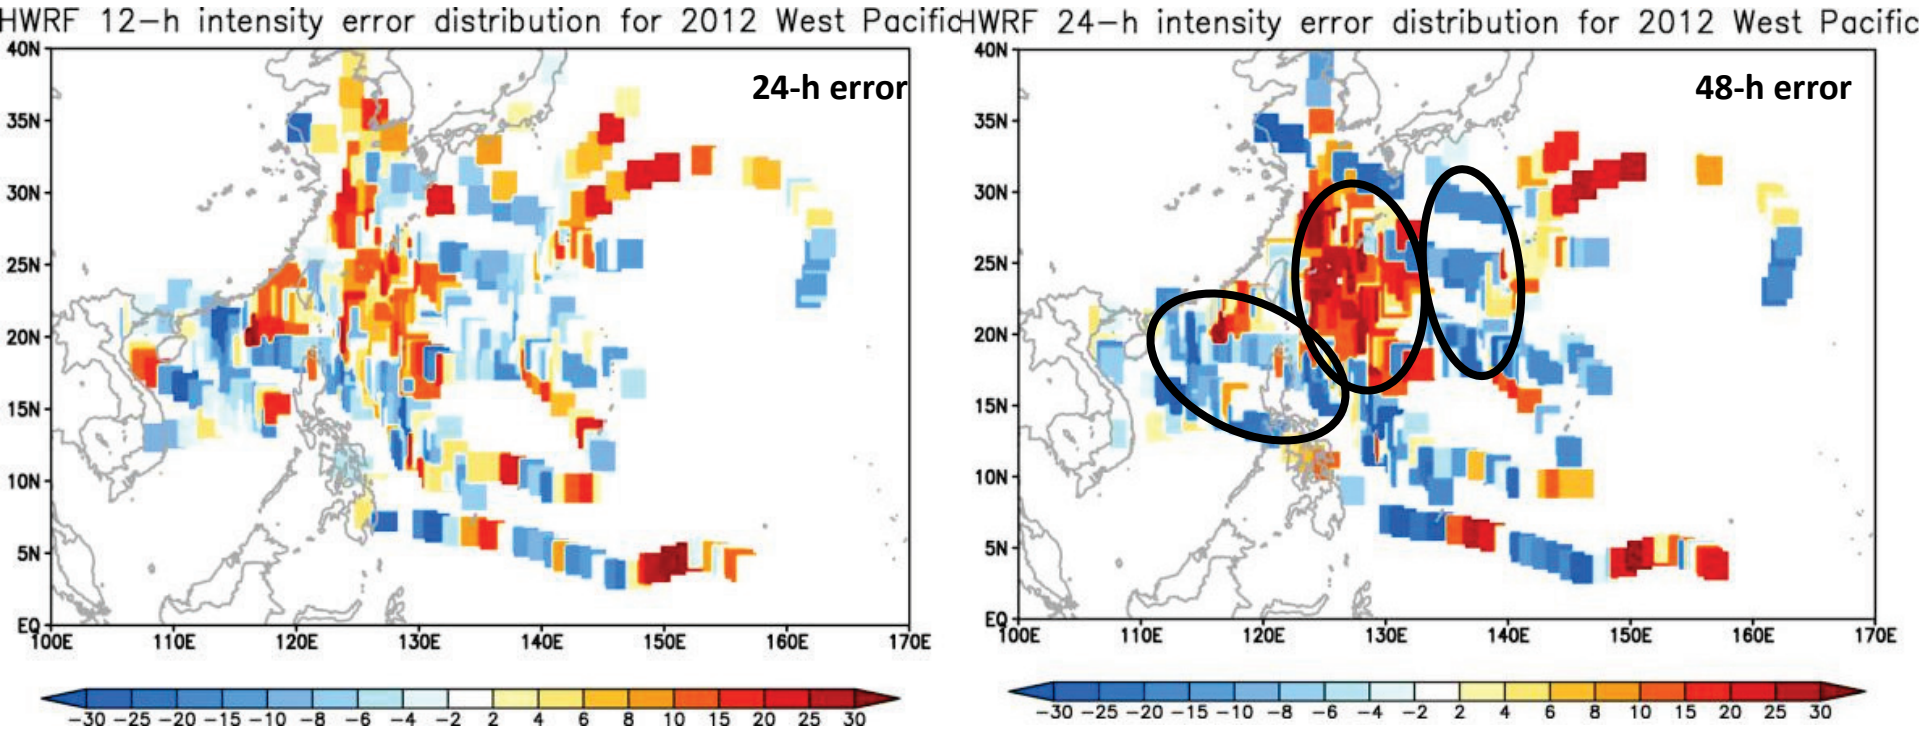 HWRF 12-h intensity error distribution for 2012 West Pacific
HWRF 24-h intensity error distribution for 2012 West Pacific
24-h error
40N
35N
30N
25N
20N
15N
10N
5N
EQ
100E 110E 120E 130E 140E 150E 160E 170E
-30 -25 -20 -15 -10 -8 -6 -4 -2 2 4 6 8 10 15 20 25 30
48-h error
40N
35N
30N
25N
20N
15N
10N
5N
EQ
100E 110E 120E 130E 140E 150E 160E 170E
-30 -25 -20 -15 -10 -8 -6 -4 -2 2 4 6 8 10 15 20 25 30